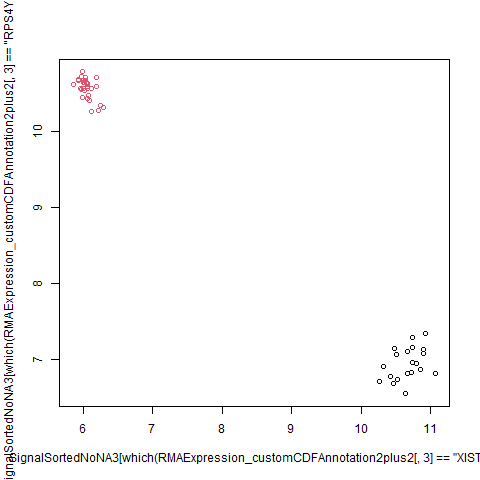 ignalSortedNoNA3[which(RMAExpression_customCDFAnnotation2plus2[, 3] == "RPS4Y
10
9
8
7
6 7 8 9 10 11
ignalSortedNoNA3[which(RMAExpression_customCDFAnnotation2plus2[, 3] == "XIST